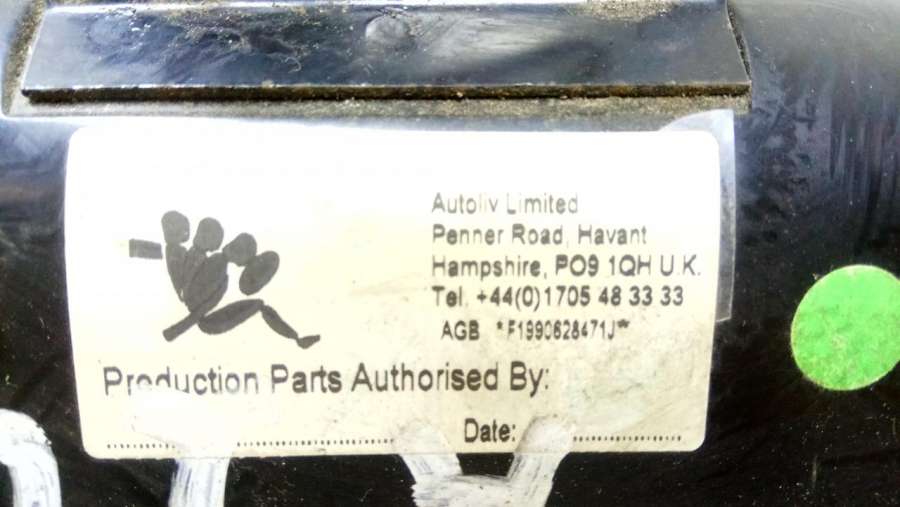 Autoliv Limited
Penner Road, Havant
Hampshire, PO9 1QH U.K.
Tel. +44(0)1705 48 33 33
AGB *F1990628471J*
Production Parts Authorised By:
Date: